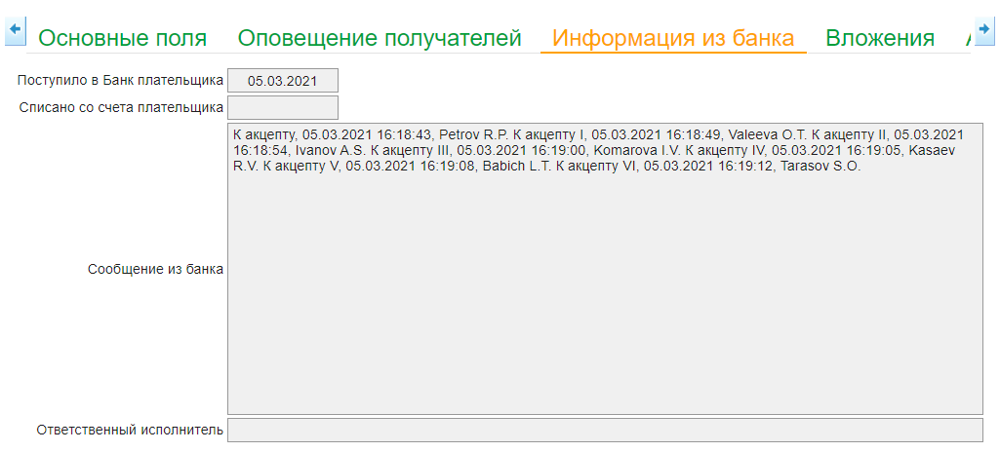 Основные поля Оповещение получателей Информация из банка Вложения
Поступило в Банк плательщика 05.03.2021
Списано со счета плательщика
К акцепту, 05.03.2021 16:18:43, Petrov R.P. К акцепту I, 05.03.2021 16:18:49, Valeeva O.T. К акцепту II, 05.03.2021
16:18:54, Ivanov A.S. К акцепту III, 05.03.2021 16:19:00, Komarova I.V. К акцепту IV, 05.03.2021 16:19:05, Kasaev
R.V. К акцепту V, 05.03.2021 16:19:08, Babich L.T. К акцепту VI, 05.03.2021 16:19:12, Tarasov S.O.
Сообщение из банка
Ответственный исполнитель